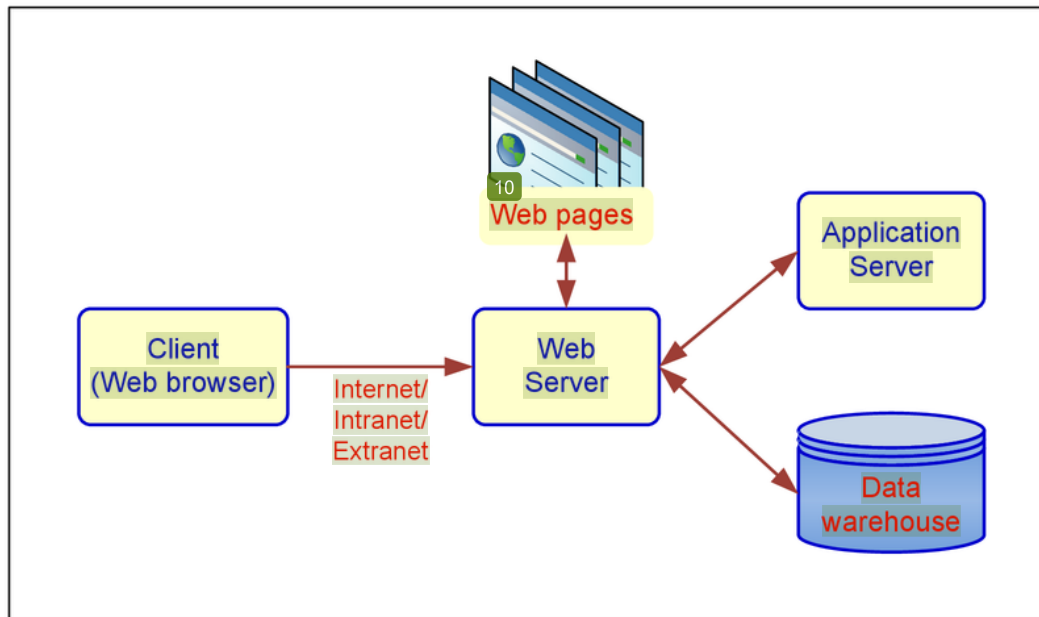 10
Web pages
Application
Server
Client
(Web browser)
Web
Server
Internet/
Intranet/
Extranet
Data
warehouse